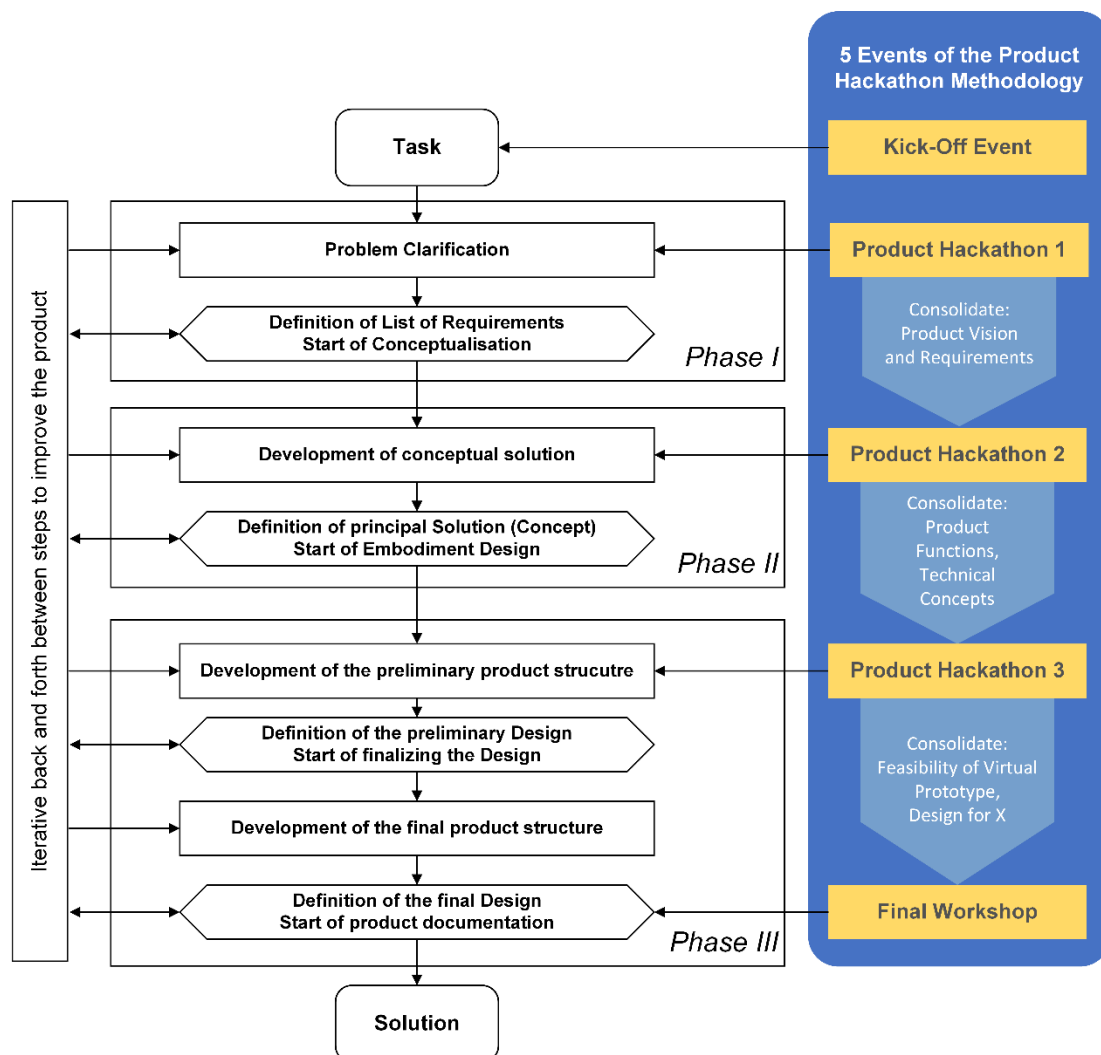 5 Events of the Product
Hackathon Methodology
Task
Kick-Off Event
Iterative back and forth between steps to improve the product
Problem Clarification
Product Hackathon 1
Definition of List of Requirements
Start of Conceptualisation
Phase I
Consolidate:
Product Vision
and Requirements
Development of conceptual solution
Product Hackathon 2
Definition of principal Solution (Concept)
Start of Embodiment Design
Phase II
Consolidate:
Product
Functions,
Technical
Concepts
Development of the preliminary product strucutre
Product Hackathon 3
Definition of the preliminary Design
Start of finalizing the Design
Consolidate:
Feasibility of Virtual
Prototype,
Design for X
Development of the final product structure
Definition of the final Design
Start of product documentation
Phase III
Final Workshop
Solution